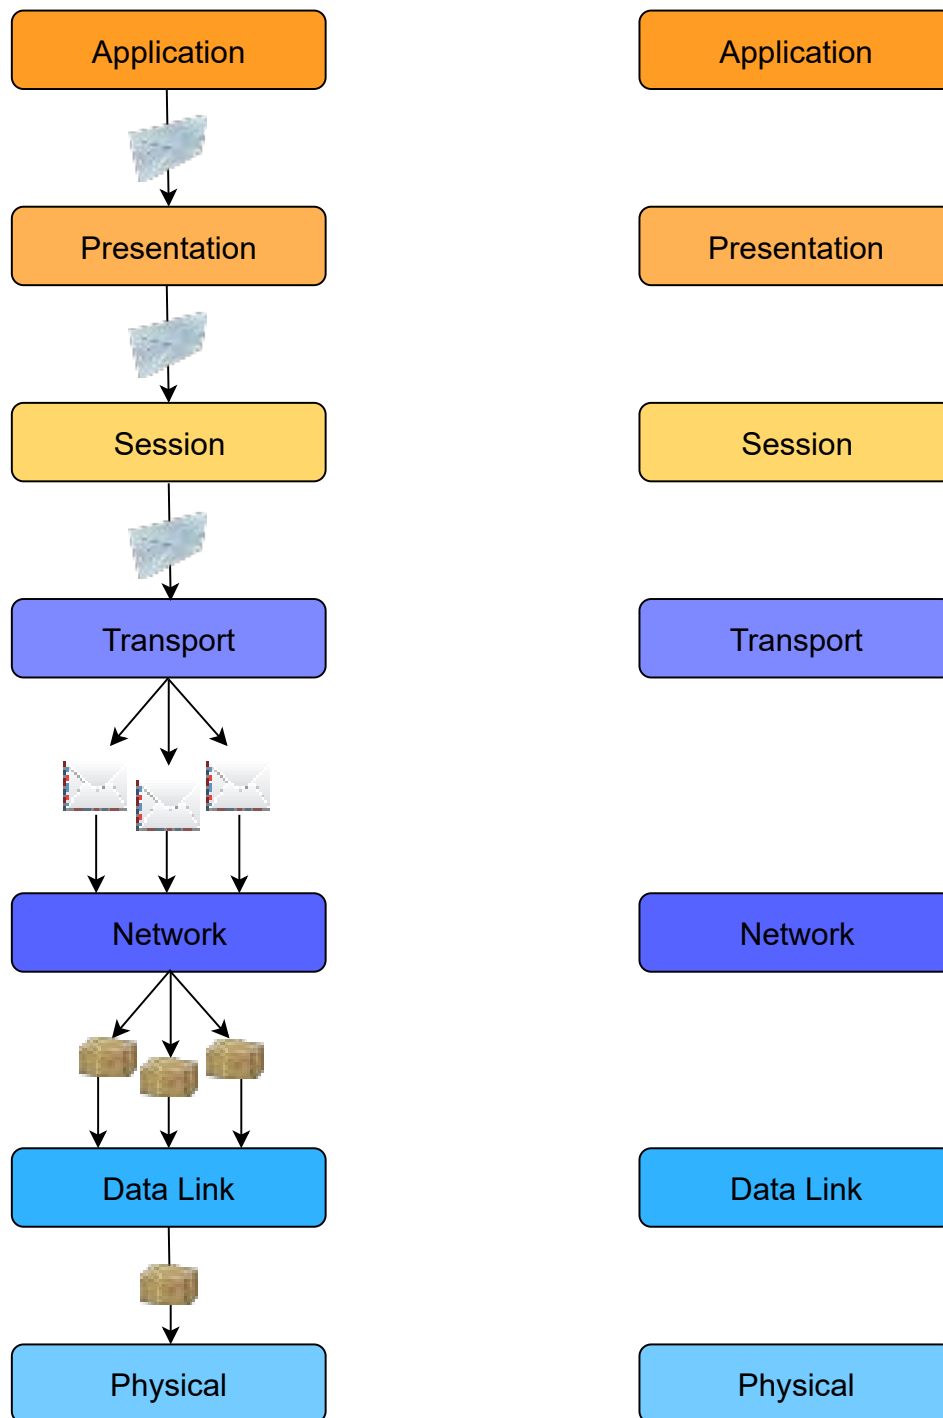 Application
Application
Presentation
Presentation
Session
Session
Transport
Transport
Network
Network
Data Link
Data Link
Physical
Physical